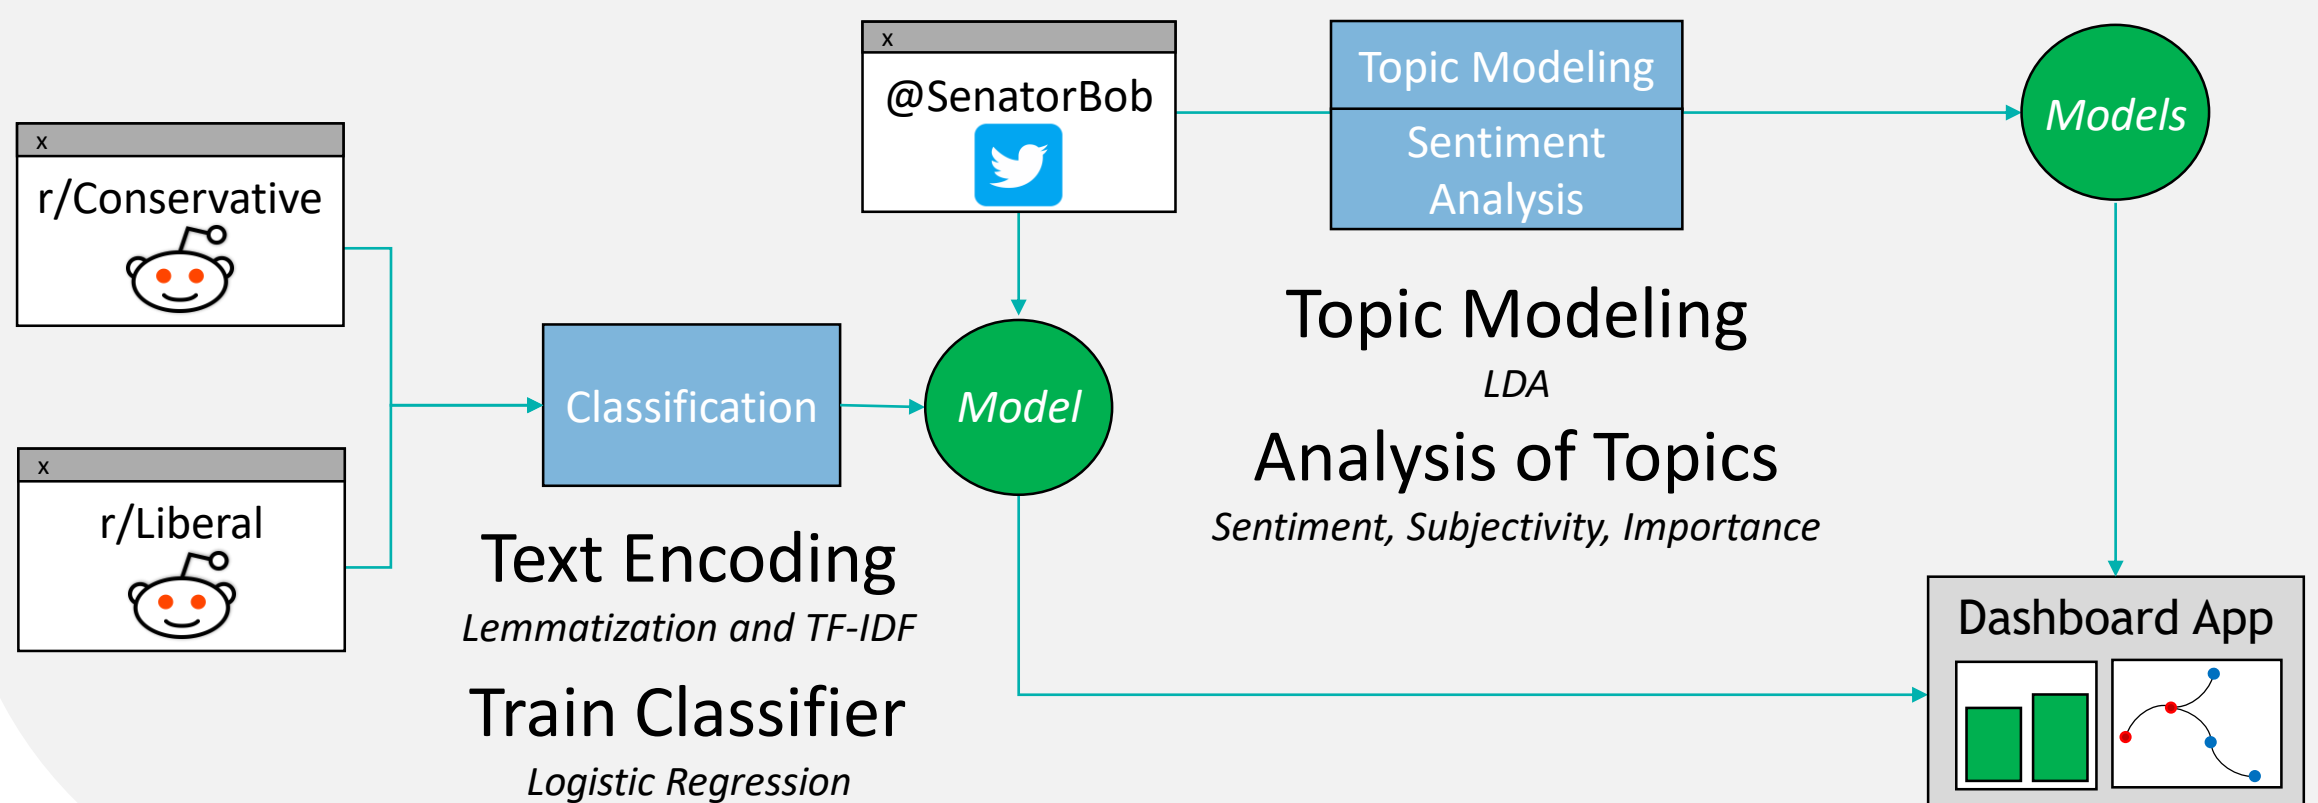 x
r/Conservative
x
r/Liberal
Classification
Text Encoding
Lemmatization and TF-IDF
Train Classifier
Logistic Regression
x
@SenatorBob
Model
Topic Modeling
Sentiment
Analysis
Topic Modeling
LDA
Analysis of Topics
Sentiment, Subjectivity, Importance
Models
Dashboard App